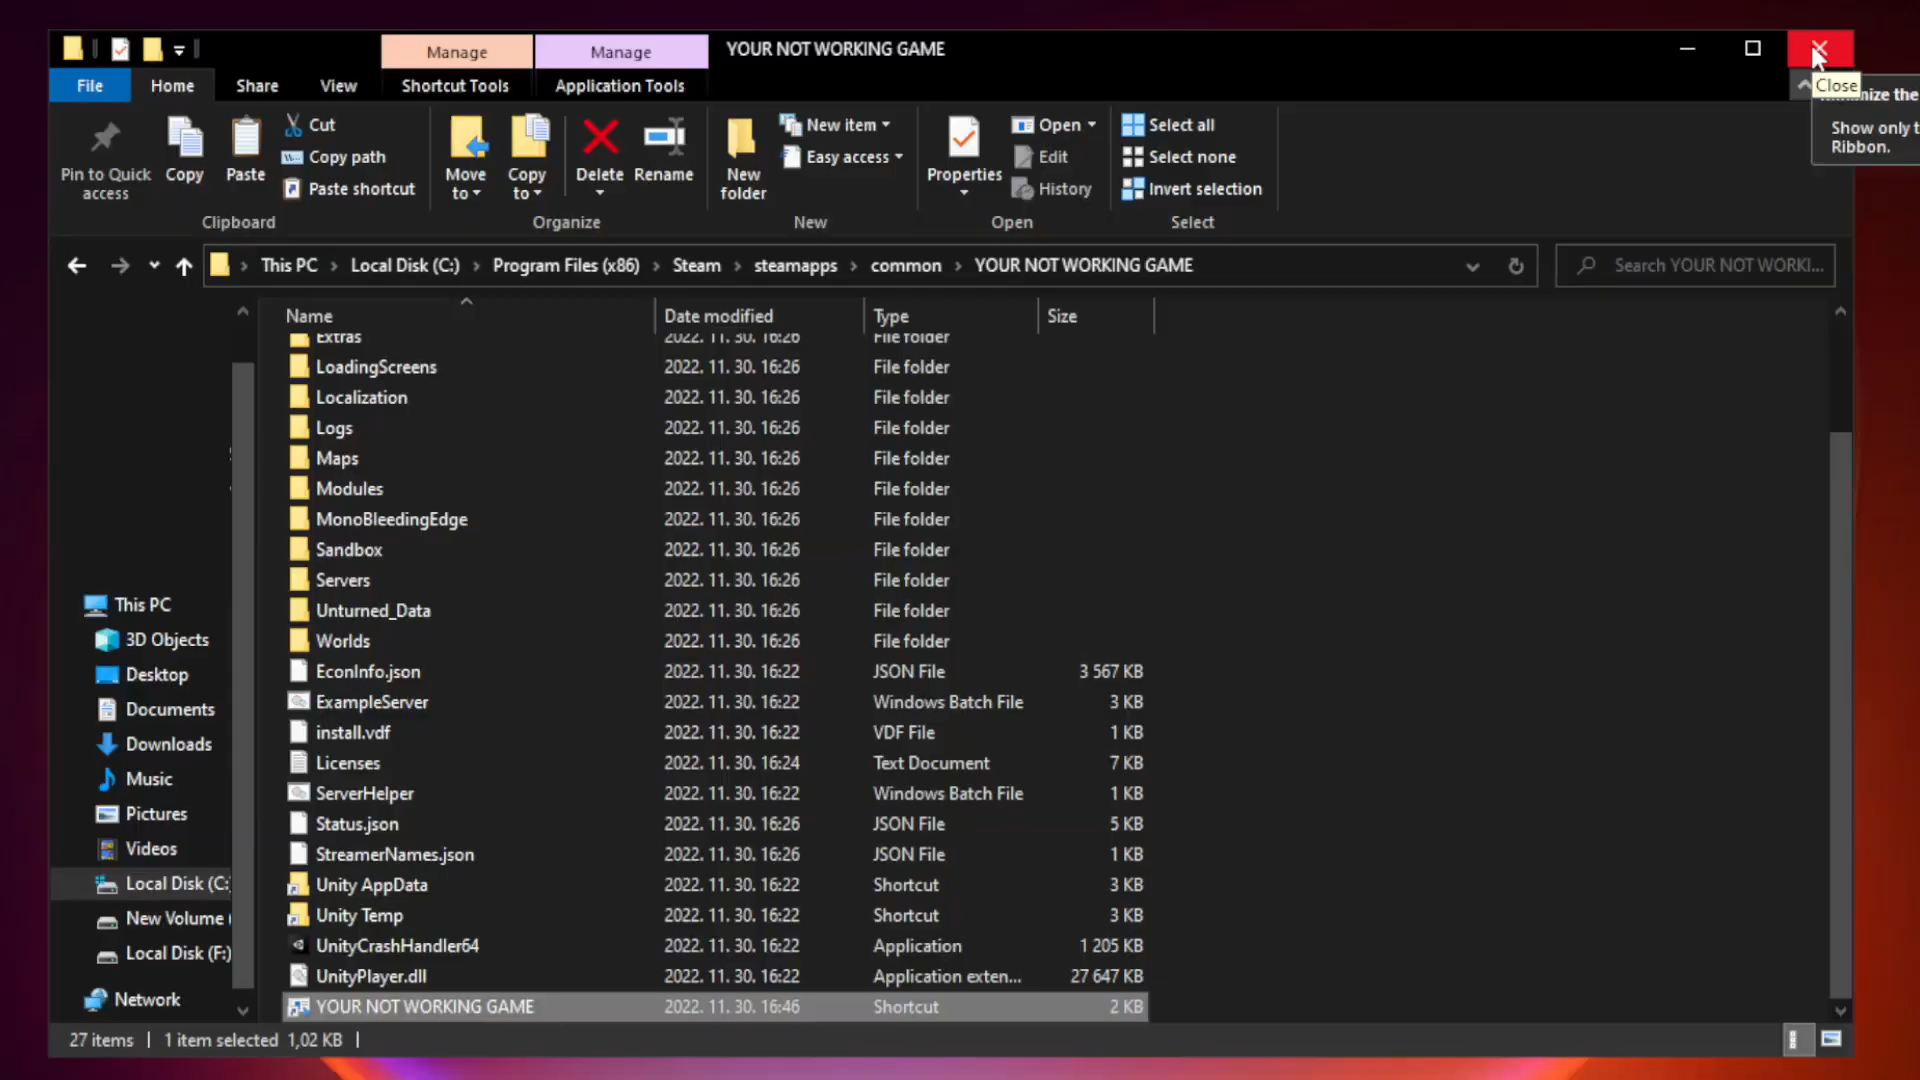 Manage
Manage
YOUR NOT WORKING GAME
Close
File
Home
Share
View
Shortcut Tools
Application Tools
mize the
Show only t
Ribbon.
Pin to Quick
access
Copy
Paste
Cut
Copy path
Paste shortcut
Clipboard
Move
to
Copy
to
Delete
Rename
Organize
New
folder
New item
Easy access
New
Properties
Open
Edit
History
Open
Select all
Select none
Invert selection
Select
This PC
Local Disk (C:)
Program Files (x86)
Steam
steamapps
common
YOUR NOT WORKING GAME
Search YOUR NOT WORKI...
Name Date modified Type Size
Extras 2022. 11. 30. 16:26 File folder
LoadingScreens 2022. 11. 30. 16:26 File folder
Localization 2022. 11. 30. 16:26 File folder
Logs 2022. 11. 30. 16:26 File folder
Maps 2022. 11. 30. 16:26 File folder
Modules 2022. 11. 30. 16:26 File folder
MonoBleedingEdge 2022. 11. 30. 16:26 File folder
Sandbox 2022. 11. 30. 16:26 File folder
Servers 2022. 11. 30. 16:26 File folder
Unturned_Data 2022. 11. 30. 16:26 File folder
Worlds 2022. 11. 30. 16:26 File folder
EconInfo.json 2022. 11. 30. 16:22 JSON File 3 567 KB
ExampleServer 2022. 11. 30. 16:22 Windows Batch File 3 KB
install.vdf 2022. 11. 30. 16:22 VDF File 1 KB
Licenses 2022. 11. 30. 16:24 Text Document 7 KB
ServerHelper 2022. 11. 30. 16:22 Windows Batch File 1 KB
Status.json 2022. 11. 30. 16:26 JSON File 5 KB
StreamerNames.json 2022. 11. 30. 16:26 JSON File 1 KB
Unity AppData 2022. 11. 30. 16:22 Shortcut 3 KB
Unity Temp 2022. 11. 30. 16:22 Shortcut 3 KB
UnityCrashHandler64 2022. 11. 30. 16:22 Application 1 205 KB
UnityPlayer.dll 2022. 11. 30. 16:22 Application exten... 27 647 KB
YOUR NOT WORKING GAME 2022. 11. 30. 16:46 Shortcut 2 KB
This PC
3D Objects
Desktop
Documents
Downloads
Music
Pictures
Videos
Local Disk (C:
New Volume (
Local Disk (F:)
Network
27 items
1 item selected 1,02 KB